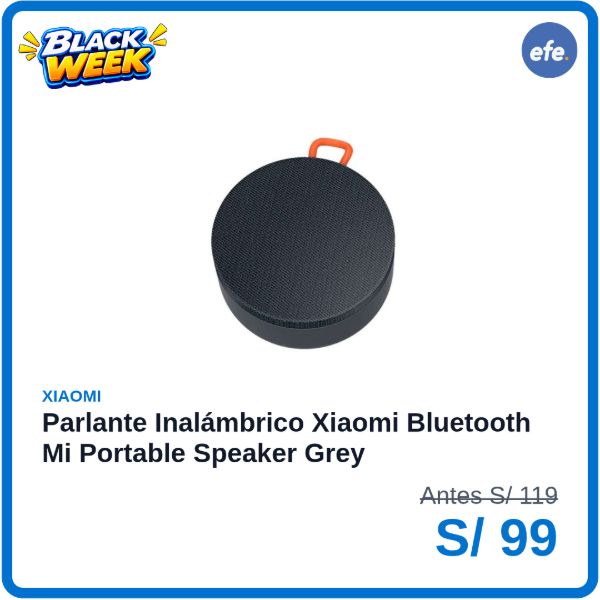 BLACK
WEEK
efe.
XIAOMI
Parlante Inalámbrico Xiaomi Bluetooth
Mi Portable Speaker Grey
Antes S/ 119
S/ 99